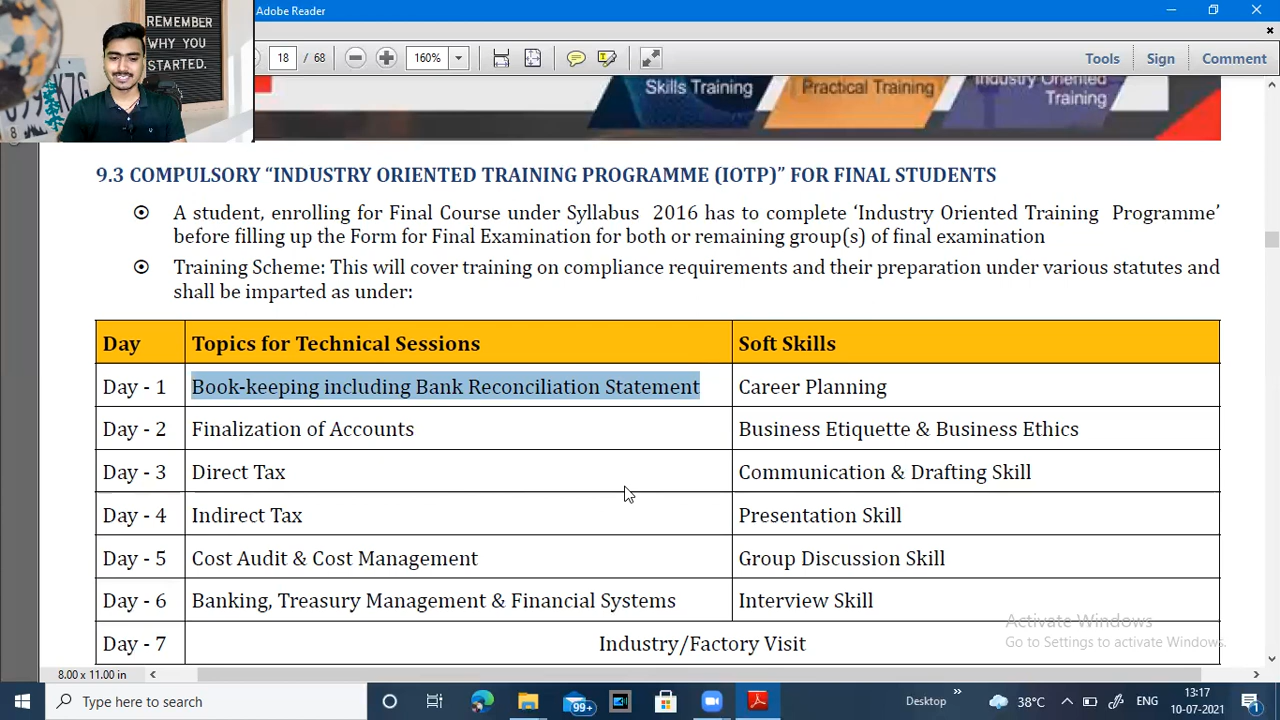 REMEMBER
WHY YOU
STARTED.
Adobe Reader
18 / 68
160%
Tools
Sign
Comment
Skills Training
Practical Training
Industry Oriented
Training
9.3 COMPULSORY “INDUSTRY ORIENTED TRAINING PROGRAMME (IOTP)” FOR FINAL STUDENTS
A student, enrolling for Final Course under Syllabus 2016 has to complete ‘Industry Oriented Training Programme’
before filling up the Form for Final Examination for both or remaining group(s) of final examination
Training Scheme: This will cover training on compliance requirements and their preparation under various statutes and
shall be imparted as under:
Day Topics for Technical Sessions Soft Skills
Day - 1 Book-keeping including Bank Reconciliation Statement Career Planning
Day - 2 Finalization of Accounts Business Etiquette & Business Ethics
Day - 3 Direct Tax Communication & Drafting Skill
Day - 4 Indirect Tax Presentation Skill
Day - 5 Cost Audit & Cost Management Group Discussion Skill
Day - 6 Banking, Treasury Management & Financial Systems Interview Skill
Day - 7 Industry/Factory Visit
Activate Windows
Go to Settings to activate Windows.
8.00 x 11.00 in
Type here to search
99+
Desktop
38°C
ENG
13:17
10-07-2021
1